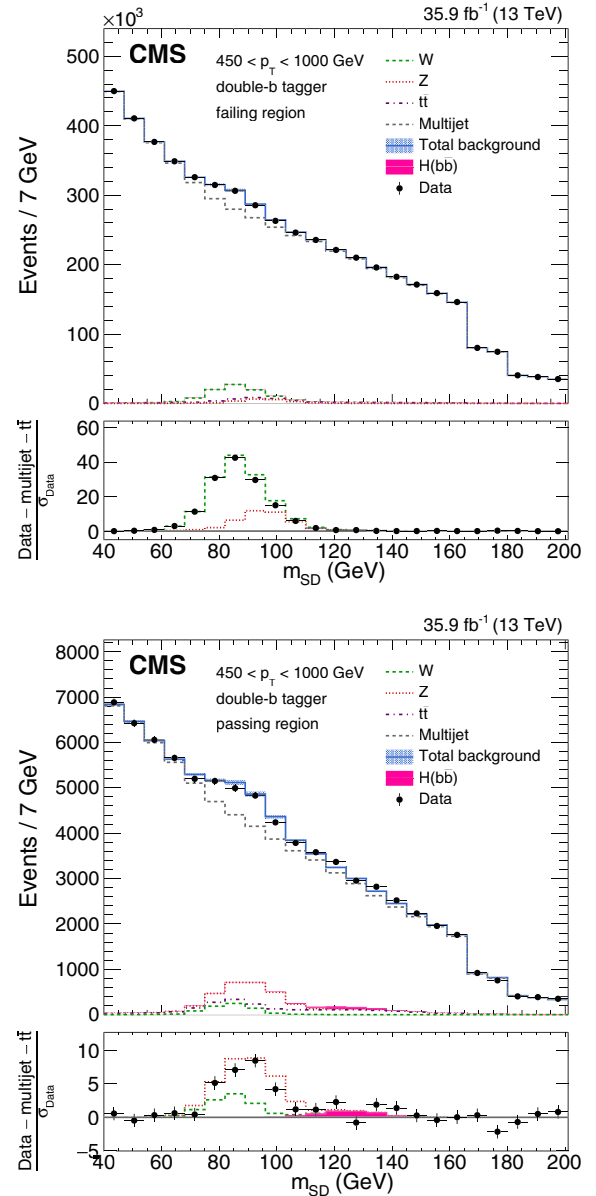 ×10³ 35.9 fb⁻¹ (13 TeV)
CMS
450 < p_T < 1000 GeV
double-b tagger
failing region
W
Z
tt̄
Multijet
Total background
H(bb̄)
Data
Events / 7 GeV
500
400
300
200
100
0
Data − multijet − tt̄
σ_Data
60
40
20
0
40 60 80 100 120 140 160 180 200
m_SD (GeV)
35.9 fb⁻¹ (13 TeV)
CMS
450 < p_T < 1000 GeV
double-b tagger
passing region
W
Z
tt̄
Multijet
Total background
H(bb̄)
Data
Events / 7 GeV
8000
7000
6000
5000
4000
3000
2000
1000
0
Data − multijet − tt̄
σ_Data
10
5
0
−5
40 60 80 100 120 140 160 180 200
m_SD (GeV)